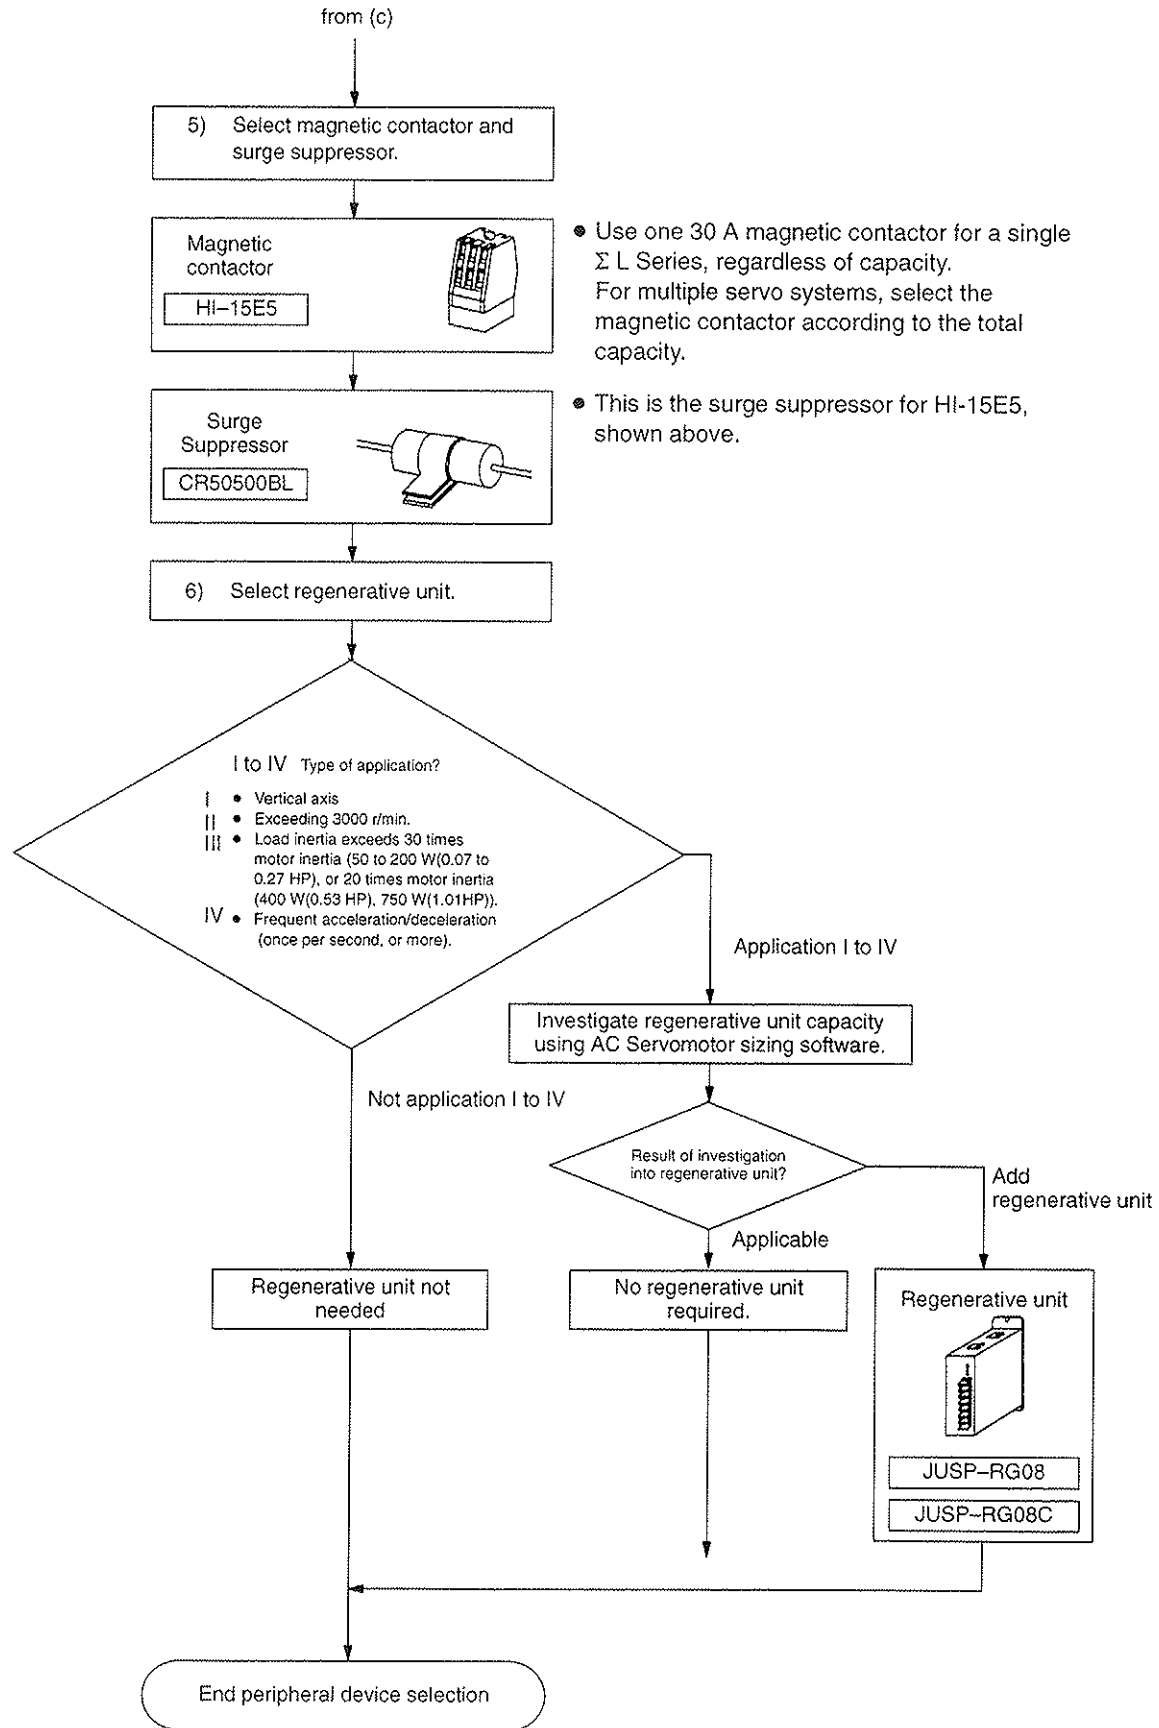 from (c)
5) Select magnetic contactor and
surge suppressor.
Magnetic
contactor
HI–15E5
● Use one 30 A magnetic contactor for a single
Σ L Series, regardless of capacity.
For multiple servo systems, select the
magnetic contactor according to the total
capacity.
Surge
Suppressor
CR50500BL
● This is the surge suppressor for HI-15E5,
shown above.
6) Select regenerative unit.
I to IV Type of application?
I ● Vertical axis
II ● Exceeding 3000 r/min.
III ● Load inertia exceeds 30 times
motor inertia (50 to 200 W(0.07 to
0.27 HP), or 20 times motor inertia
(400 W(0.53 HP), 750 W(1.01HP)).
IV ● Frequent acceleration/deceleration
(once per second, or more).
Application I to IV
Investigate regenerative unit capacity
using AC Servomotor sizing software.
Not application I to IV
Result of investigation
into regenerative unit?
Add
regenerative unit
Applicable
Regenerative unit not
needed
No regenerative unit
required.
Regenerative unit
JUSP–RG08
JUSP–RG08C
End peripheral device selection